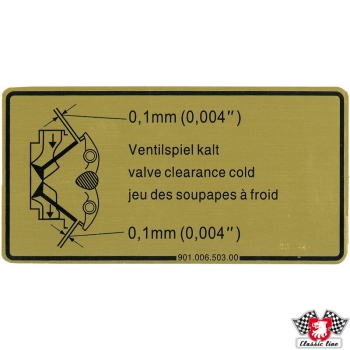 0,1mm (0,004″)
Ventilspiel kalt
valve clearance cold
jeu des soupapes à froid
0,1mm (0,004″)
901.006.503.00
Classic line